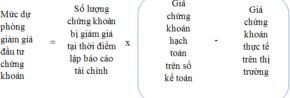 Mức dự
phòng
giảm giá
đầu tư
chứng
khoán
=
Số lượng
chứng khoán
bị giảm giá
tại thời điểm
lập báo cáo
tài chính
x
Giá
chứng
khoán
hạch
toán
trên sổ
kế toán
-
Giá
chứng
khoán
thực tế
trên thị
trường